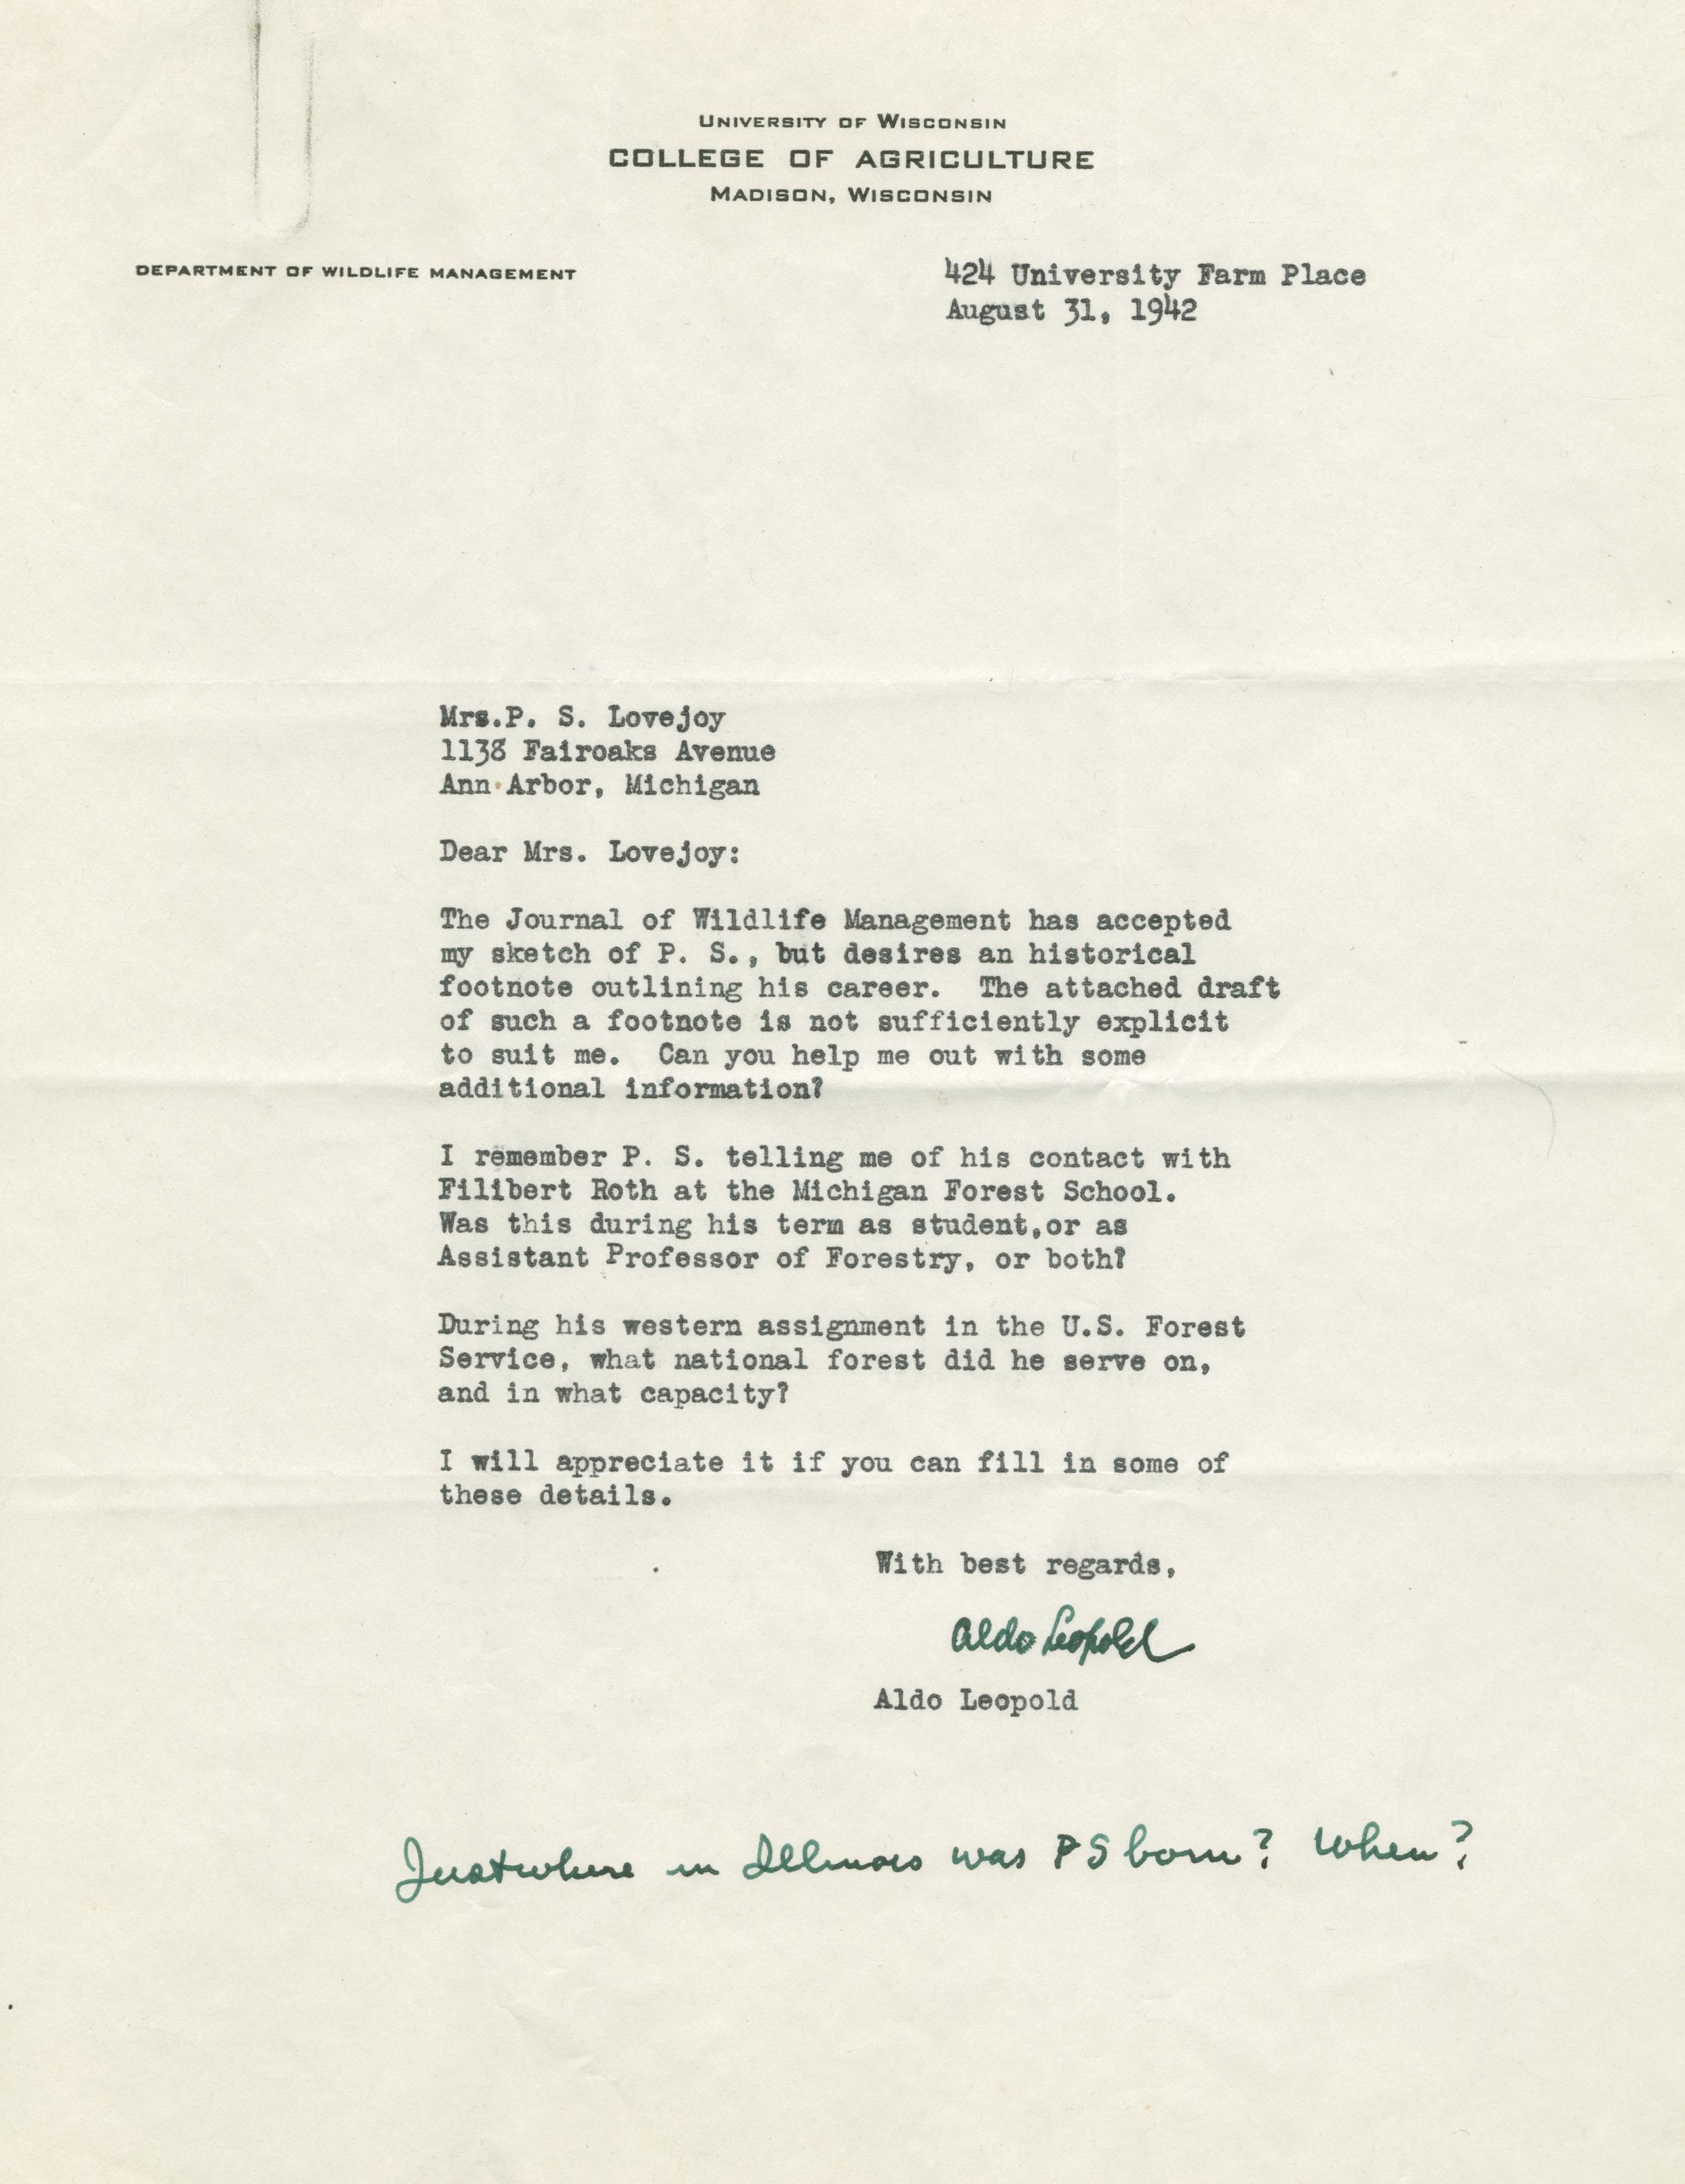 UNIVERSITY OF WISCONSIN
COLLEGE OF AGRICULTURE
MADISON, WISCONSIN
DEPARTMENT OF WILDLIFE MANAGEMENT
424 University Farm Place
August 31, 1942
Mrs.P. S. Lovejoy
1138 Fairoaks Avenue
Ann Arbor, Michigan
Dear Mrs. Lovejoy:
The Journal of Wildlife Management has accepted
my sketch of P. S., but desires an historical
footnote outlining his career. The attached draft
of such a footnote is not sufficiently explicit
to suit me. Can you help me out with some
additional information?
I remember P. S. telling me of his contact with
Filibert Roth at the Michigan Forest School.
Was this during his term as student,or as
Assistant Professor of Forestry, or both?
During his western assignment in the U.S. Forest
Service, what national forest did he serve on,
and in what capacity?
I will appreciate it if you can fill in some of
these details.
With best regards,
Aldo Leopold
Aldo Leopold
Just where in Illinois was PS born? When?